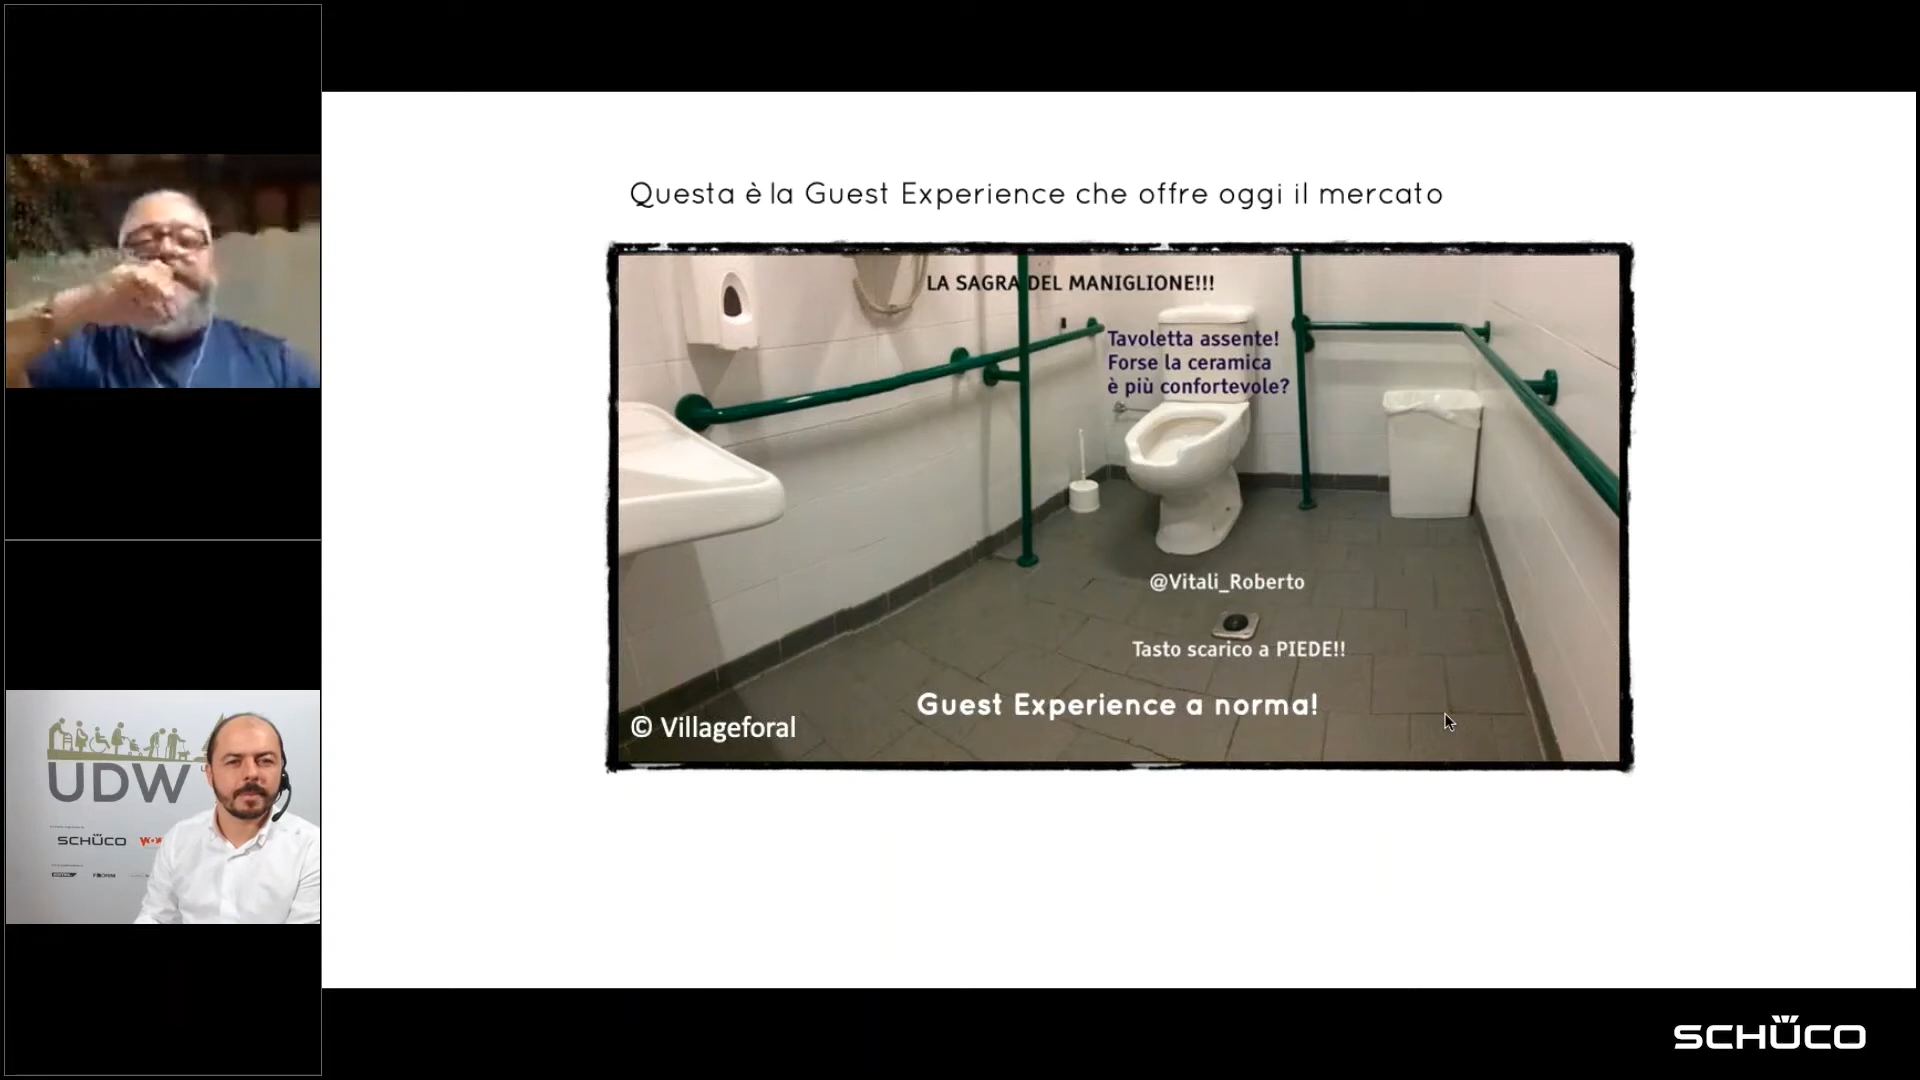 Questa è la Guest Experience che offre oggi il mercato
LA SAGRA DEL MANIGLIONE!!!
Tavoletta assente!
Forse la ceramica
è più confortevole?
@Vitali_Roberto
Tasto scarico a PIEDE!!
Guest Experience a norma!
© Villageforal
UDW
SCHÜCO
SCHÜCO